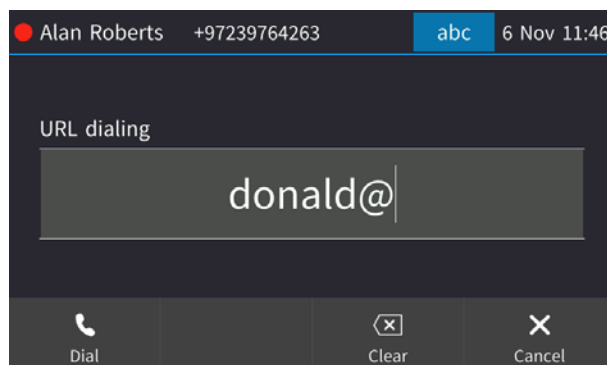 Alan Roberts +97239764263 abc 6 Nov 11:46
URL dialing
donald@
Dial Clear Cancel